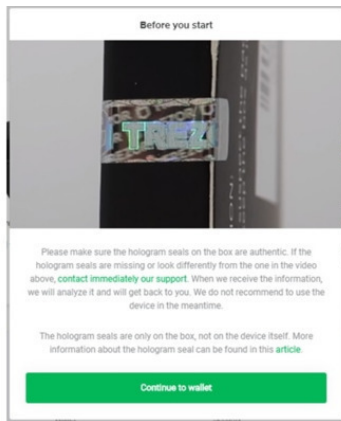 Before you start
TREZ
Please make sure the hologram seals on the box are authentic. If the
hologram seals are missing or look differently from the one in the video
above, contact immediately our support. When we receive the information,
we will analyze it and will get back to you. We do not recommend to use the
device in the meantime.
The hologram seals are only on the box, not on the device itself. More
information about the hologram seal can be found in this article.
Continue to wallet